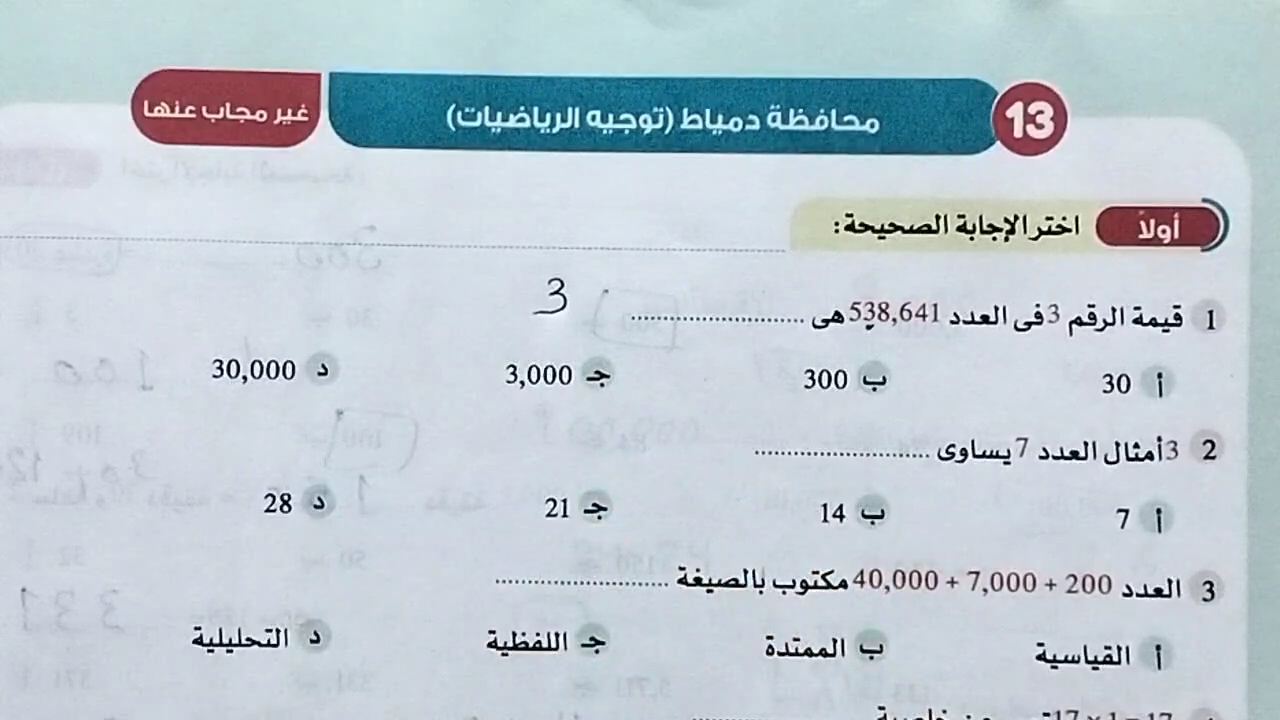 13 محافظة دمياط (توجيه الرياضيات) غير مجاب عنها
أولاً اختر الإجابة الصحيحة:
1 قيمة الرقم 3 فى العدد 538,641 هى .......................... 3
أ 30 ب 300 جـ 3,000 د 30,000
2 3 أمثال العدد 7 يساوى ..........................
أ 7 ب 14 جـ 21 د 28
3 العدد 200 + 7,000 + 40,000 مكتوب بالصيغة ..........................
أ القياسية ب الممتدة جـ اللفظية د التحليلية